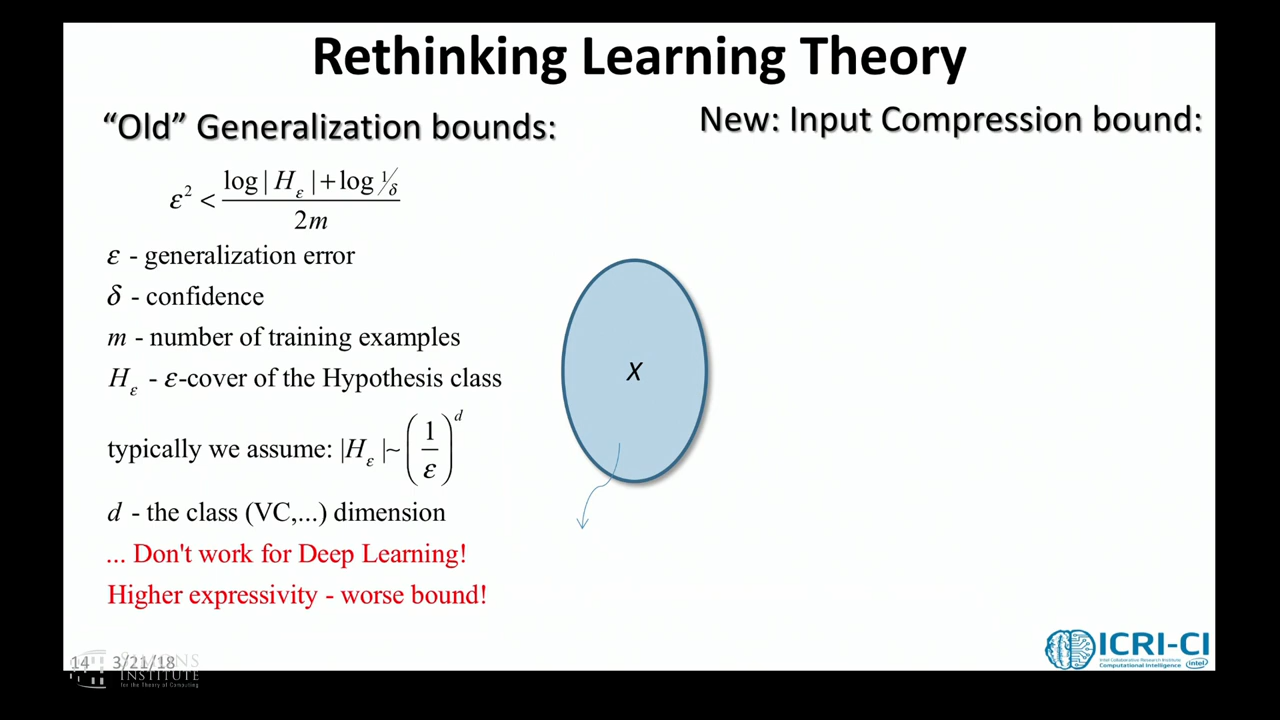 Rethinking Learning Theory
"Old" Generalization bounds:
ε² < (log | H_ε | + log 1/δ) / 2m
ε - generalization error
δ - confidence
m - number of training examples
H_ε - ε-cover of the Hypothesis class
typically we assume: |H_ε |~ (1/ε)^d
d - the class (VC,...) dimension
... Don't work for Deep Learning!
Higher expressivity - worse bound!
New: Input Compression bound:
X
14 3/21/18
SIMONS
INSTITUTE
for the Theory of Computing
ICRI-CI
Intel Collaborative Research Institute
Computational Intelligence
intel